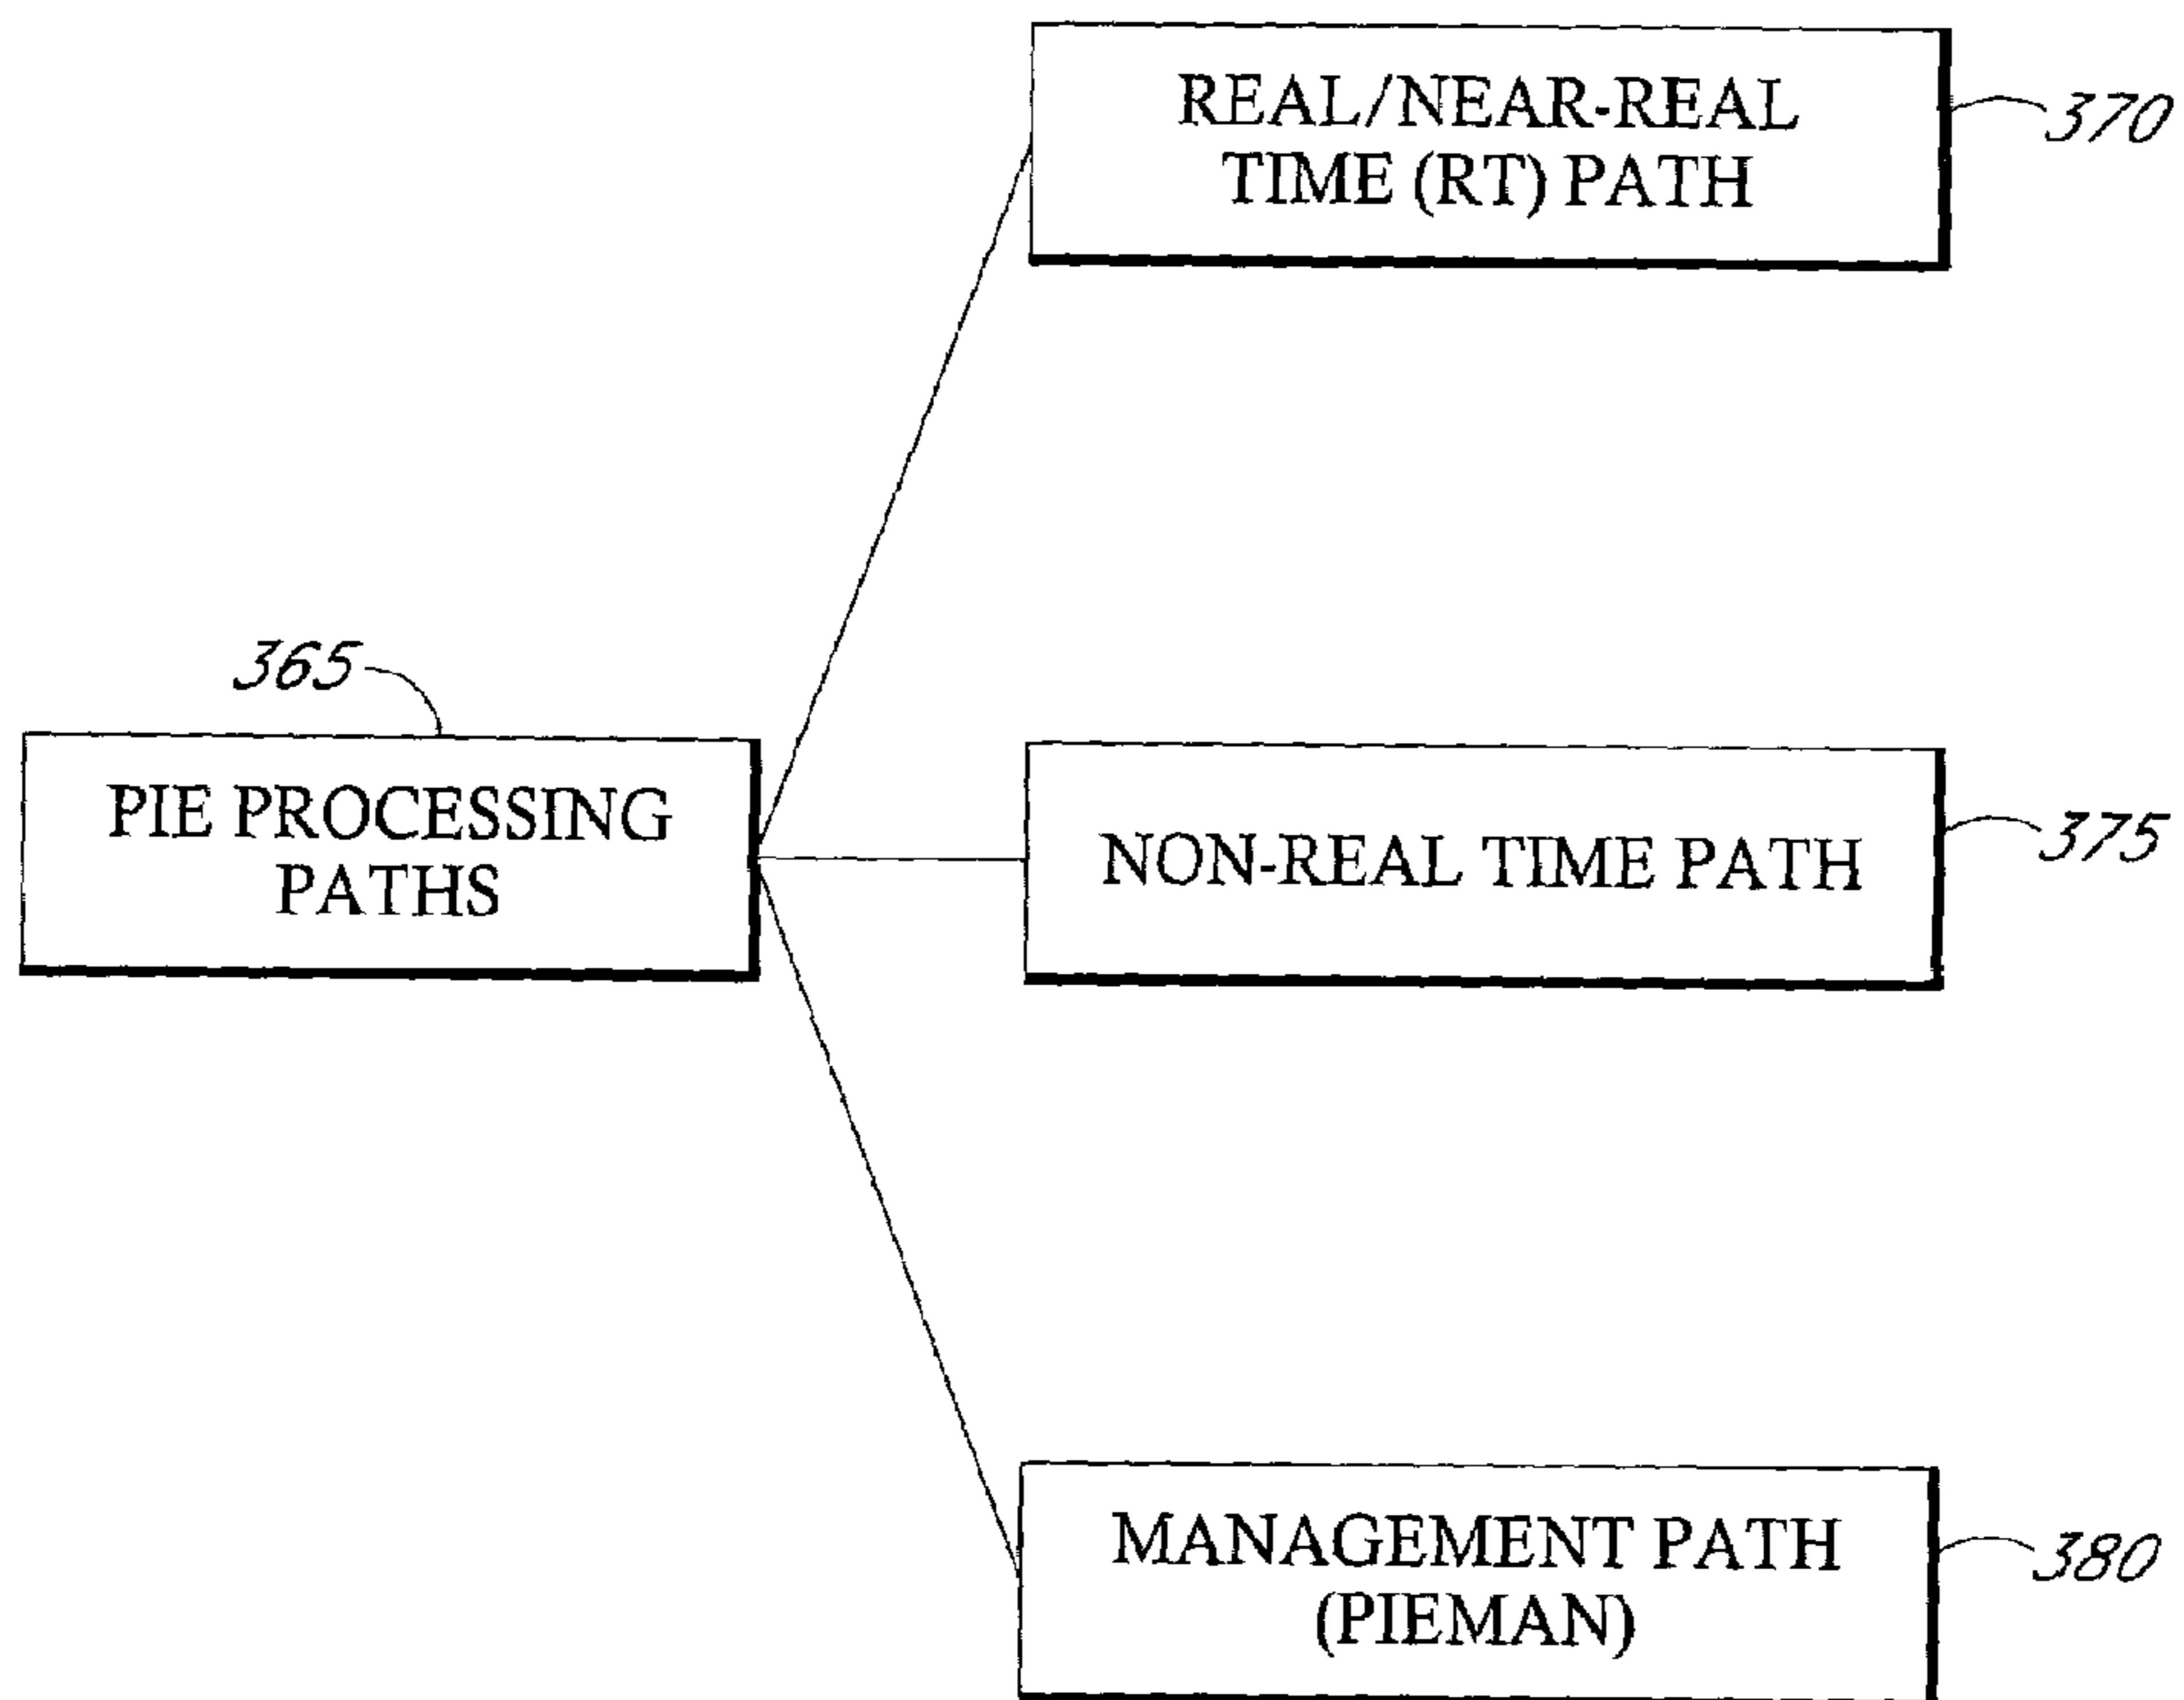 REAL/NEAR-REAL
TIME (RT) PATH
370
365
PIE PROCESSING
PATHS
NON-REAL TIME PATH
375
MANAGEMENT PATH
(PIEMAN)
380